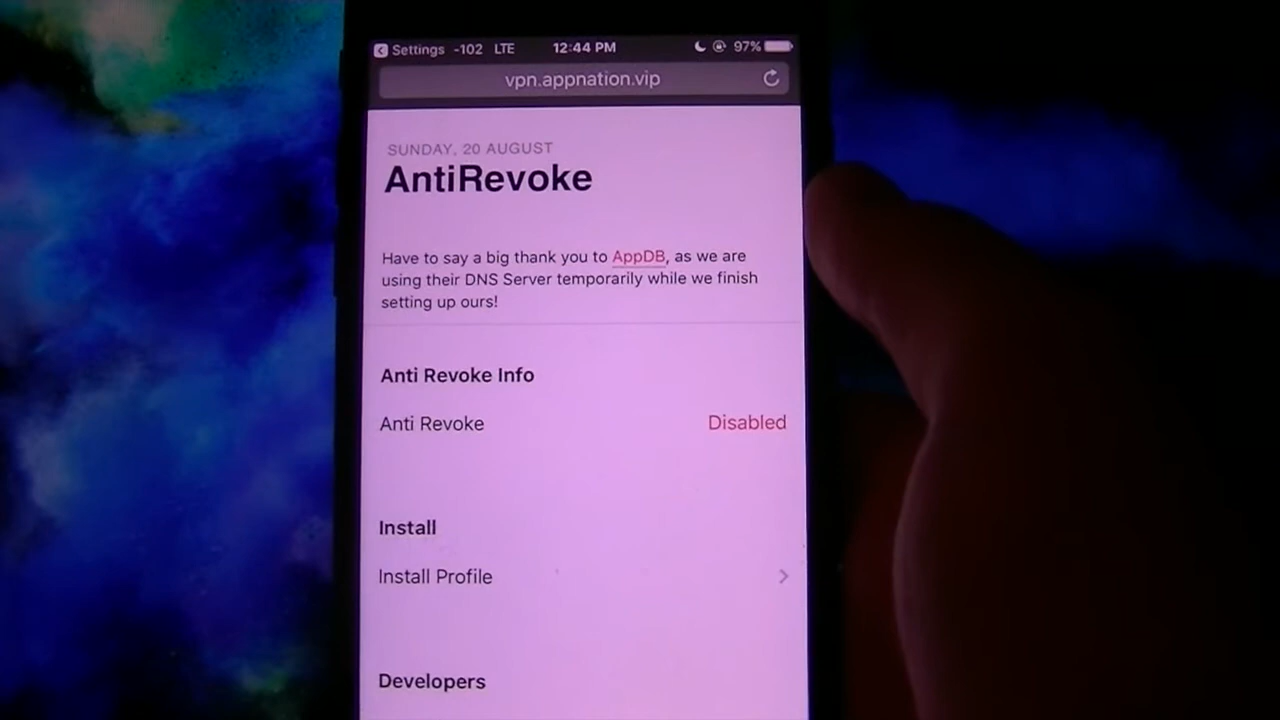 Settings -102 LTE 12:44 PM 97%
vpn.appnation.vip
SUNDAY, 20 AUGUST
AntiRevoke
Have to say a big thank you to AppDB, as we are
using their DNS Server temporarily while we finish
setting up ours!
Anti Revoke Info
Anti Revoke Disabled
Install
Install Profile
Developers